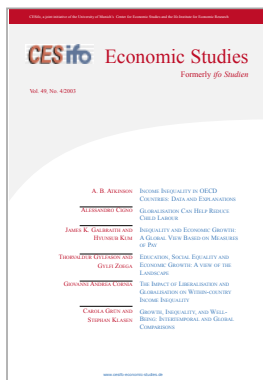 CESifo, a joint initiative of the University of Munich's Center for Economic Studies and the Ifo Institute for Economic Research
CESifo Economic Studies
Formerly ifo Studien
Vol. 49, No. 4/2003
A. B. ATKINSON INCOME INEQUALITY IN OECD
COUNTRIES: DATA AND EXPLANATIONS
ALESSANDRO CIGNO GLOBALISATION CAN HELP REDUCE
CHILD LABOUR
JAMES K. GALBRAITH AND INEQUALITY AND ECONOMIC GROWTH:
HYUNSUB KUM A GLOBAL VIEW BASED ON MEASURES
OF PAY
THORVALDUR GYLFASON AND EDUCATION, SOCIAL EQUALITY AND
GYLFI ZOEGA ECONOMIC GROWTH: A VIEW OF THE
LANDSCAPE
GIOVANNI ANDREA CORNIA THE IMPACT OF LIBERALISATION AND
GLOBALISATION ON WITHIN-COUNTRY
INCOME INEQUALITY
CAROLA GRÜN AND GROWTH, INEQUALITY, AND WELL-
STEPHAN KLASEN BEING: INTERTEMPORAL AND GLOBAL
COMPARISONS
www.cesifo-economic-studies.de